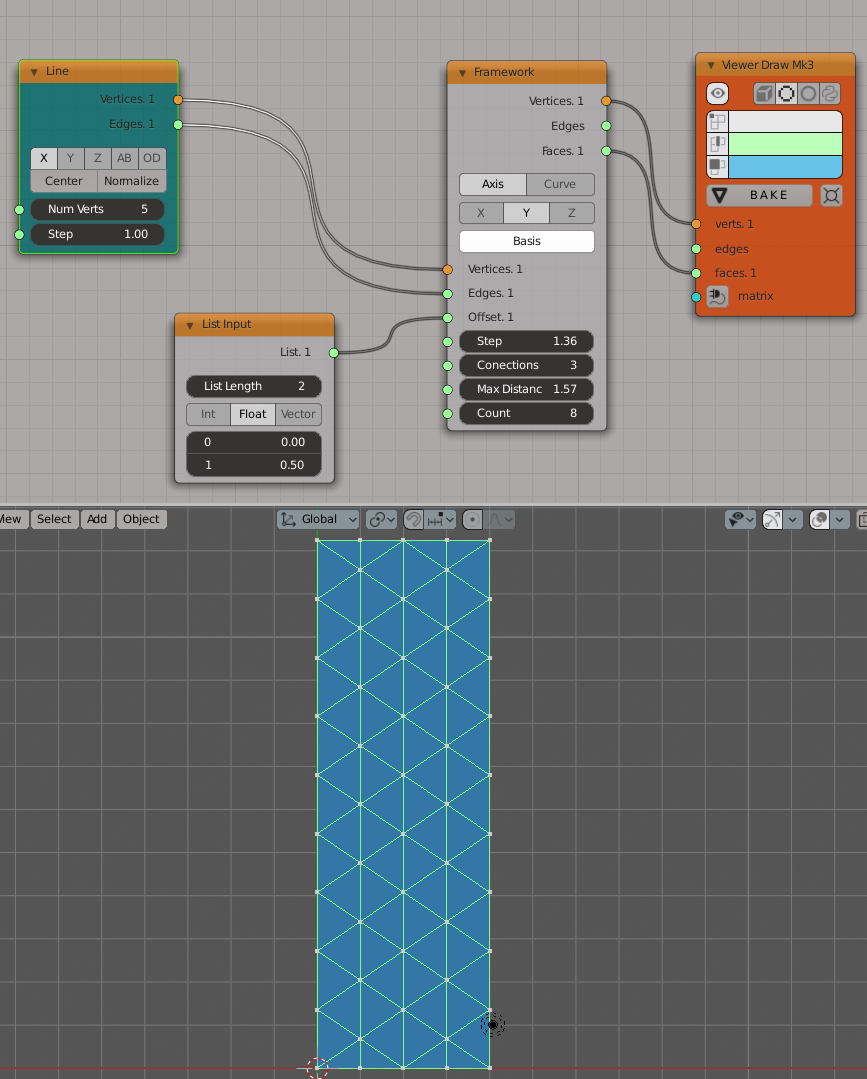 Line
Vertices. 1
Edges. 1
X Y Z AB OD
Center Normalize
Num Verts 5
Step 1.00
List Input
List. 1
List Length 2
Int Float Vector
0 0.00
1 0.50
Framework
Vertices. 1
Edges
Faces. 1
Axis Curve
X Y Z
Basis
Vertices. 1
Edges. 1
Offset. 1
Step 1.36
Conections 3
Max Distanc 1.57
Count 8
Viewer Draw Mk3
BAKE
verts. 1
edges
faces. 1
matrix
iew Select Add Object Global